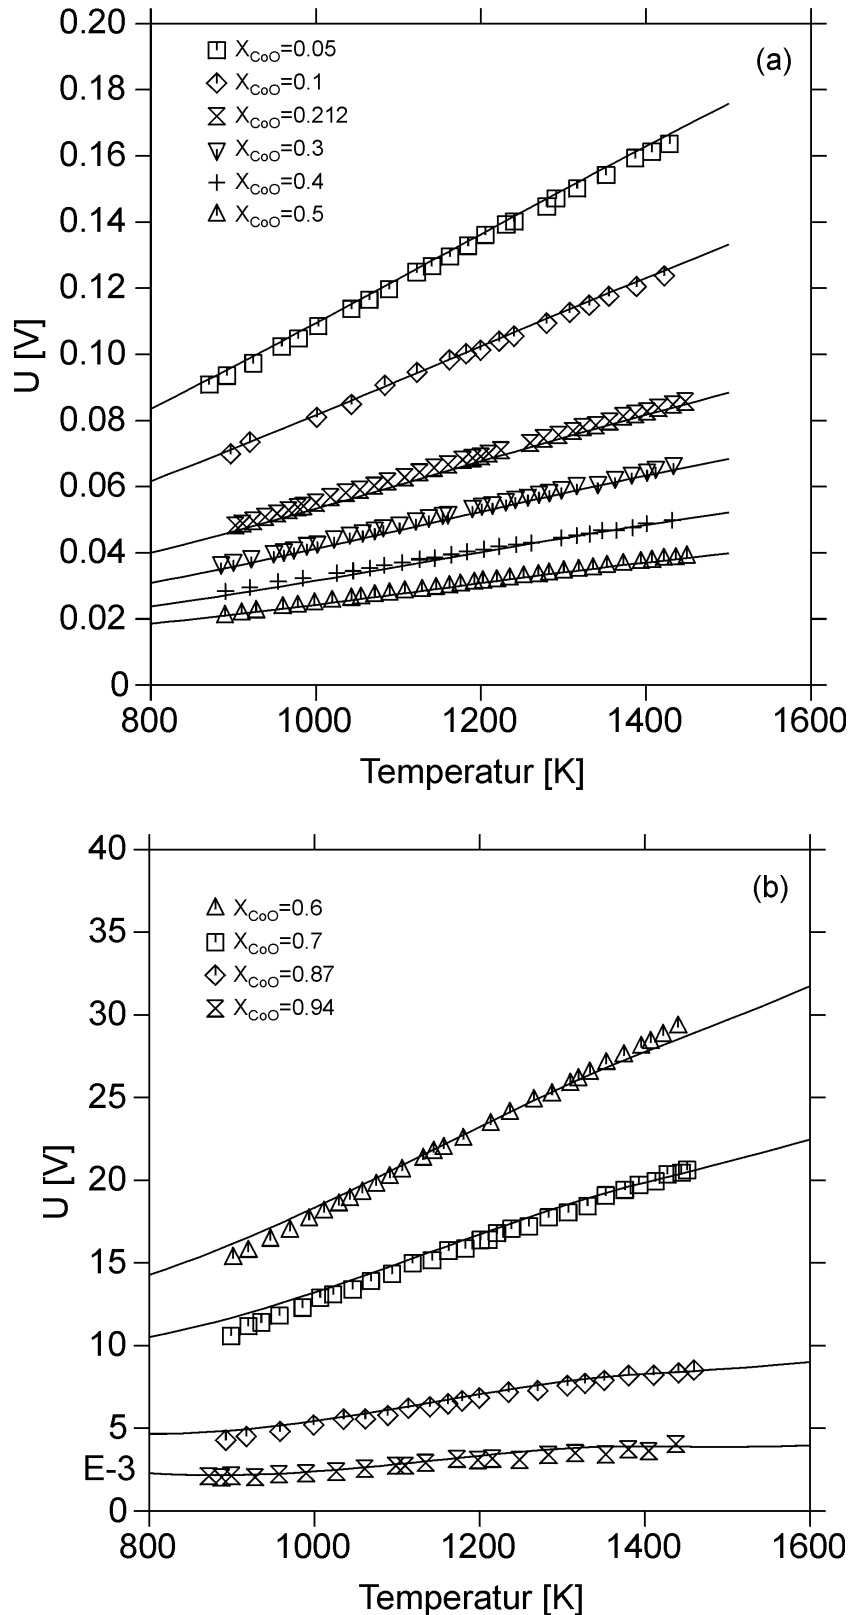 0.20
0.18
0.16
0.14
0.12
0.10
0.08
0.06
0.04
0.02
0
U [V]
(a)
X_CoO=0.05
X_CoO=0.1
X_CoO=0.212
X_CoO=0.3
X_CoO=0.4
X_CoO=0.5
800 1000 1200 1400 1600
Temperatur [K]
40
35
30
25
20
15
10
5
E-3
0
U [V]
(b)
X_CoO=0.6
X_CoO=0.7
X_CoO=0.87
X_CoO=0.94
800 1000 1200 1400 1600
Temperatur [K]